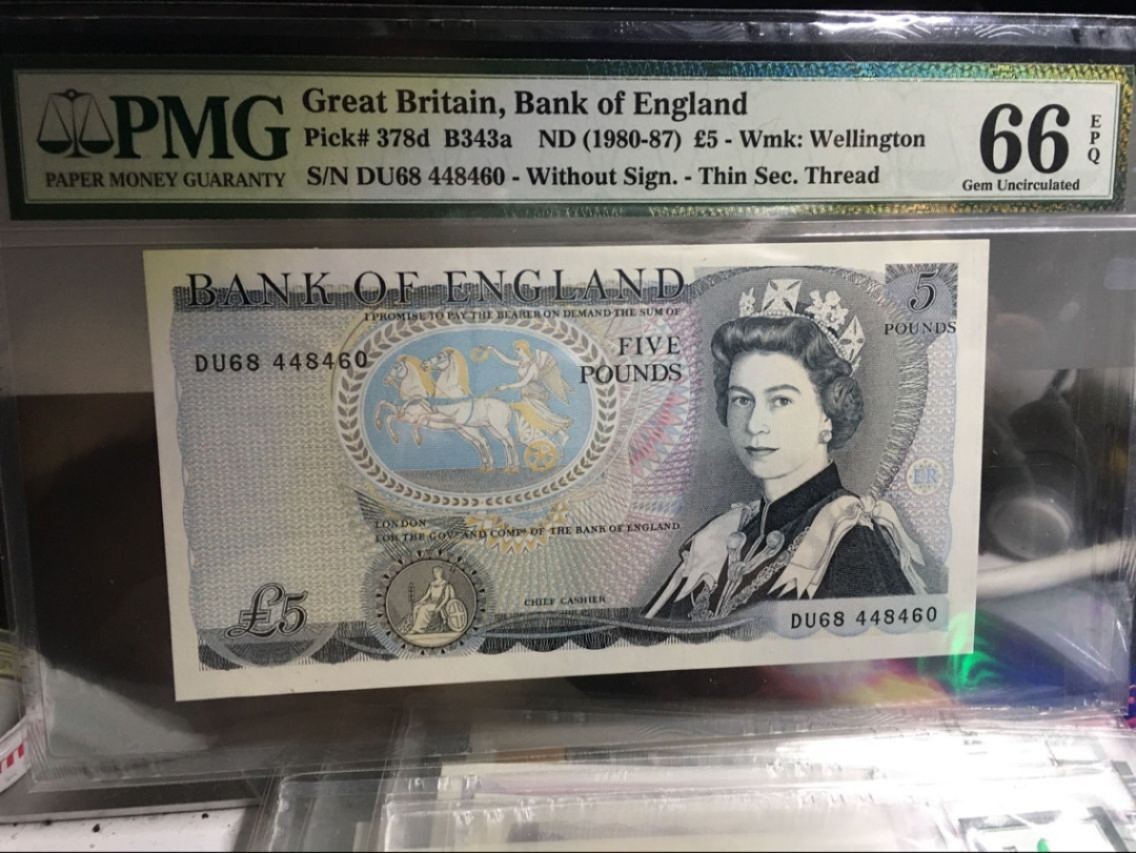 PMG
PAPER MONEY GUARANTY
Great Britain, Bank of England
Pick# 378d B343a ND (1980-87) £5 - Wmk: Wellington
S/N DU68 448460 - Without Sign. - Thin Sec. Thread
66
EPQ
Gem Uncirculated
BANK OF ENGLAND
I PROMISE TO PAY THE BEARER ON DEMAND THE SUM OF
5
POUNDS
DU68 448460
FIVE
POUNDS
ER
LONDON
FOR THE GOVR AND COMPA OF THE BANK OF ENGLAND
£5
CHIEF CASHIER
DU68 448460